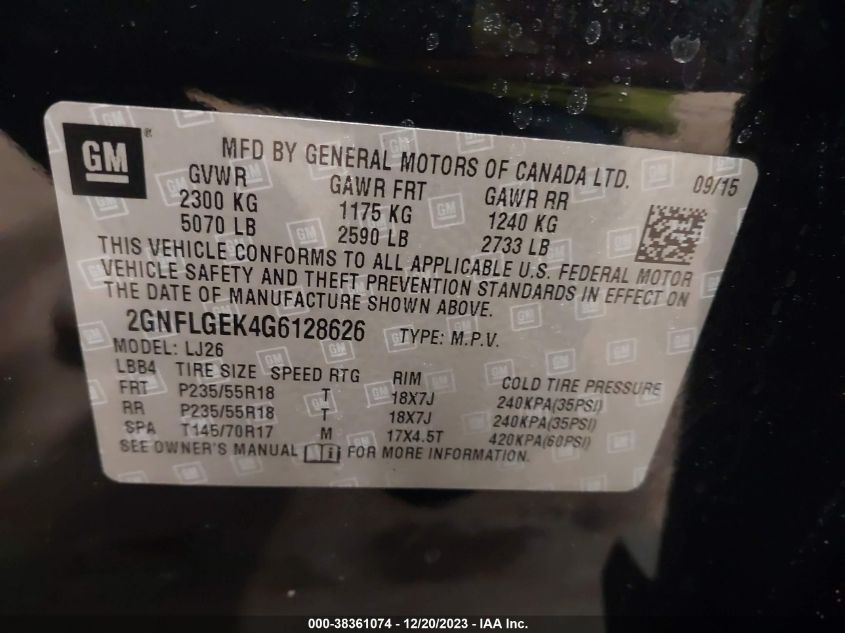 GM ®
MFD BY GENERAL MOTORS OF CANADA LTD. 09/15
GVWR GAWR FRT GAWR RR
2300 KG 1175 KG 1240 KG
5070 LB 2590 LB 2733 LB
THIS VEHICLE CONFORMS TO ALL APPLICABLE U.S. FEDERAL MOTOR
VEHICLE SAFETY AND THEFT PREVENTION STANDARDS IN EFFECT ON
THE DATE OF MANUFACTURE SHOWN ABOVE.
2GNFLGEK4G6128626 TYPE: M.P.V.
MODEL: LJ26
LBB4 TIRE SIZE SPEED RTG RIM COLD TIRE PRESSURE
FRT P235/55R18 T 18X7J 240KPA(35PSI)
RR P235/55R18 T 18X7J 240KPA(35PSI)
SPA T145/70R17 M 17X4.5T 420KPA(60PSI)
SEE OWNER'S MANUAL FOR MORE INFORMATION.
000-38361074 - 12/20/2023 - IAA Inc.